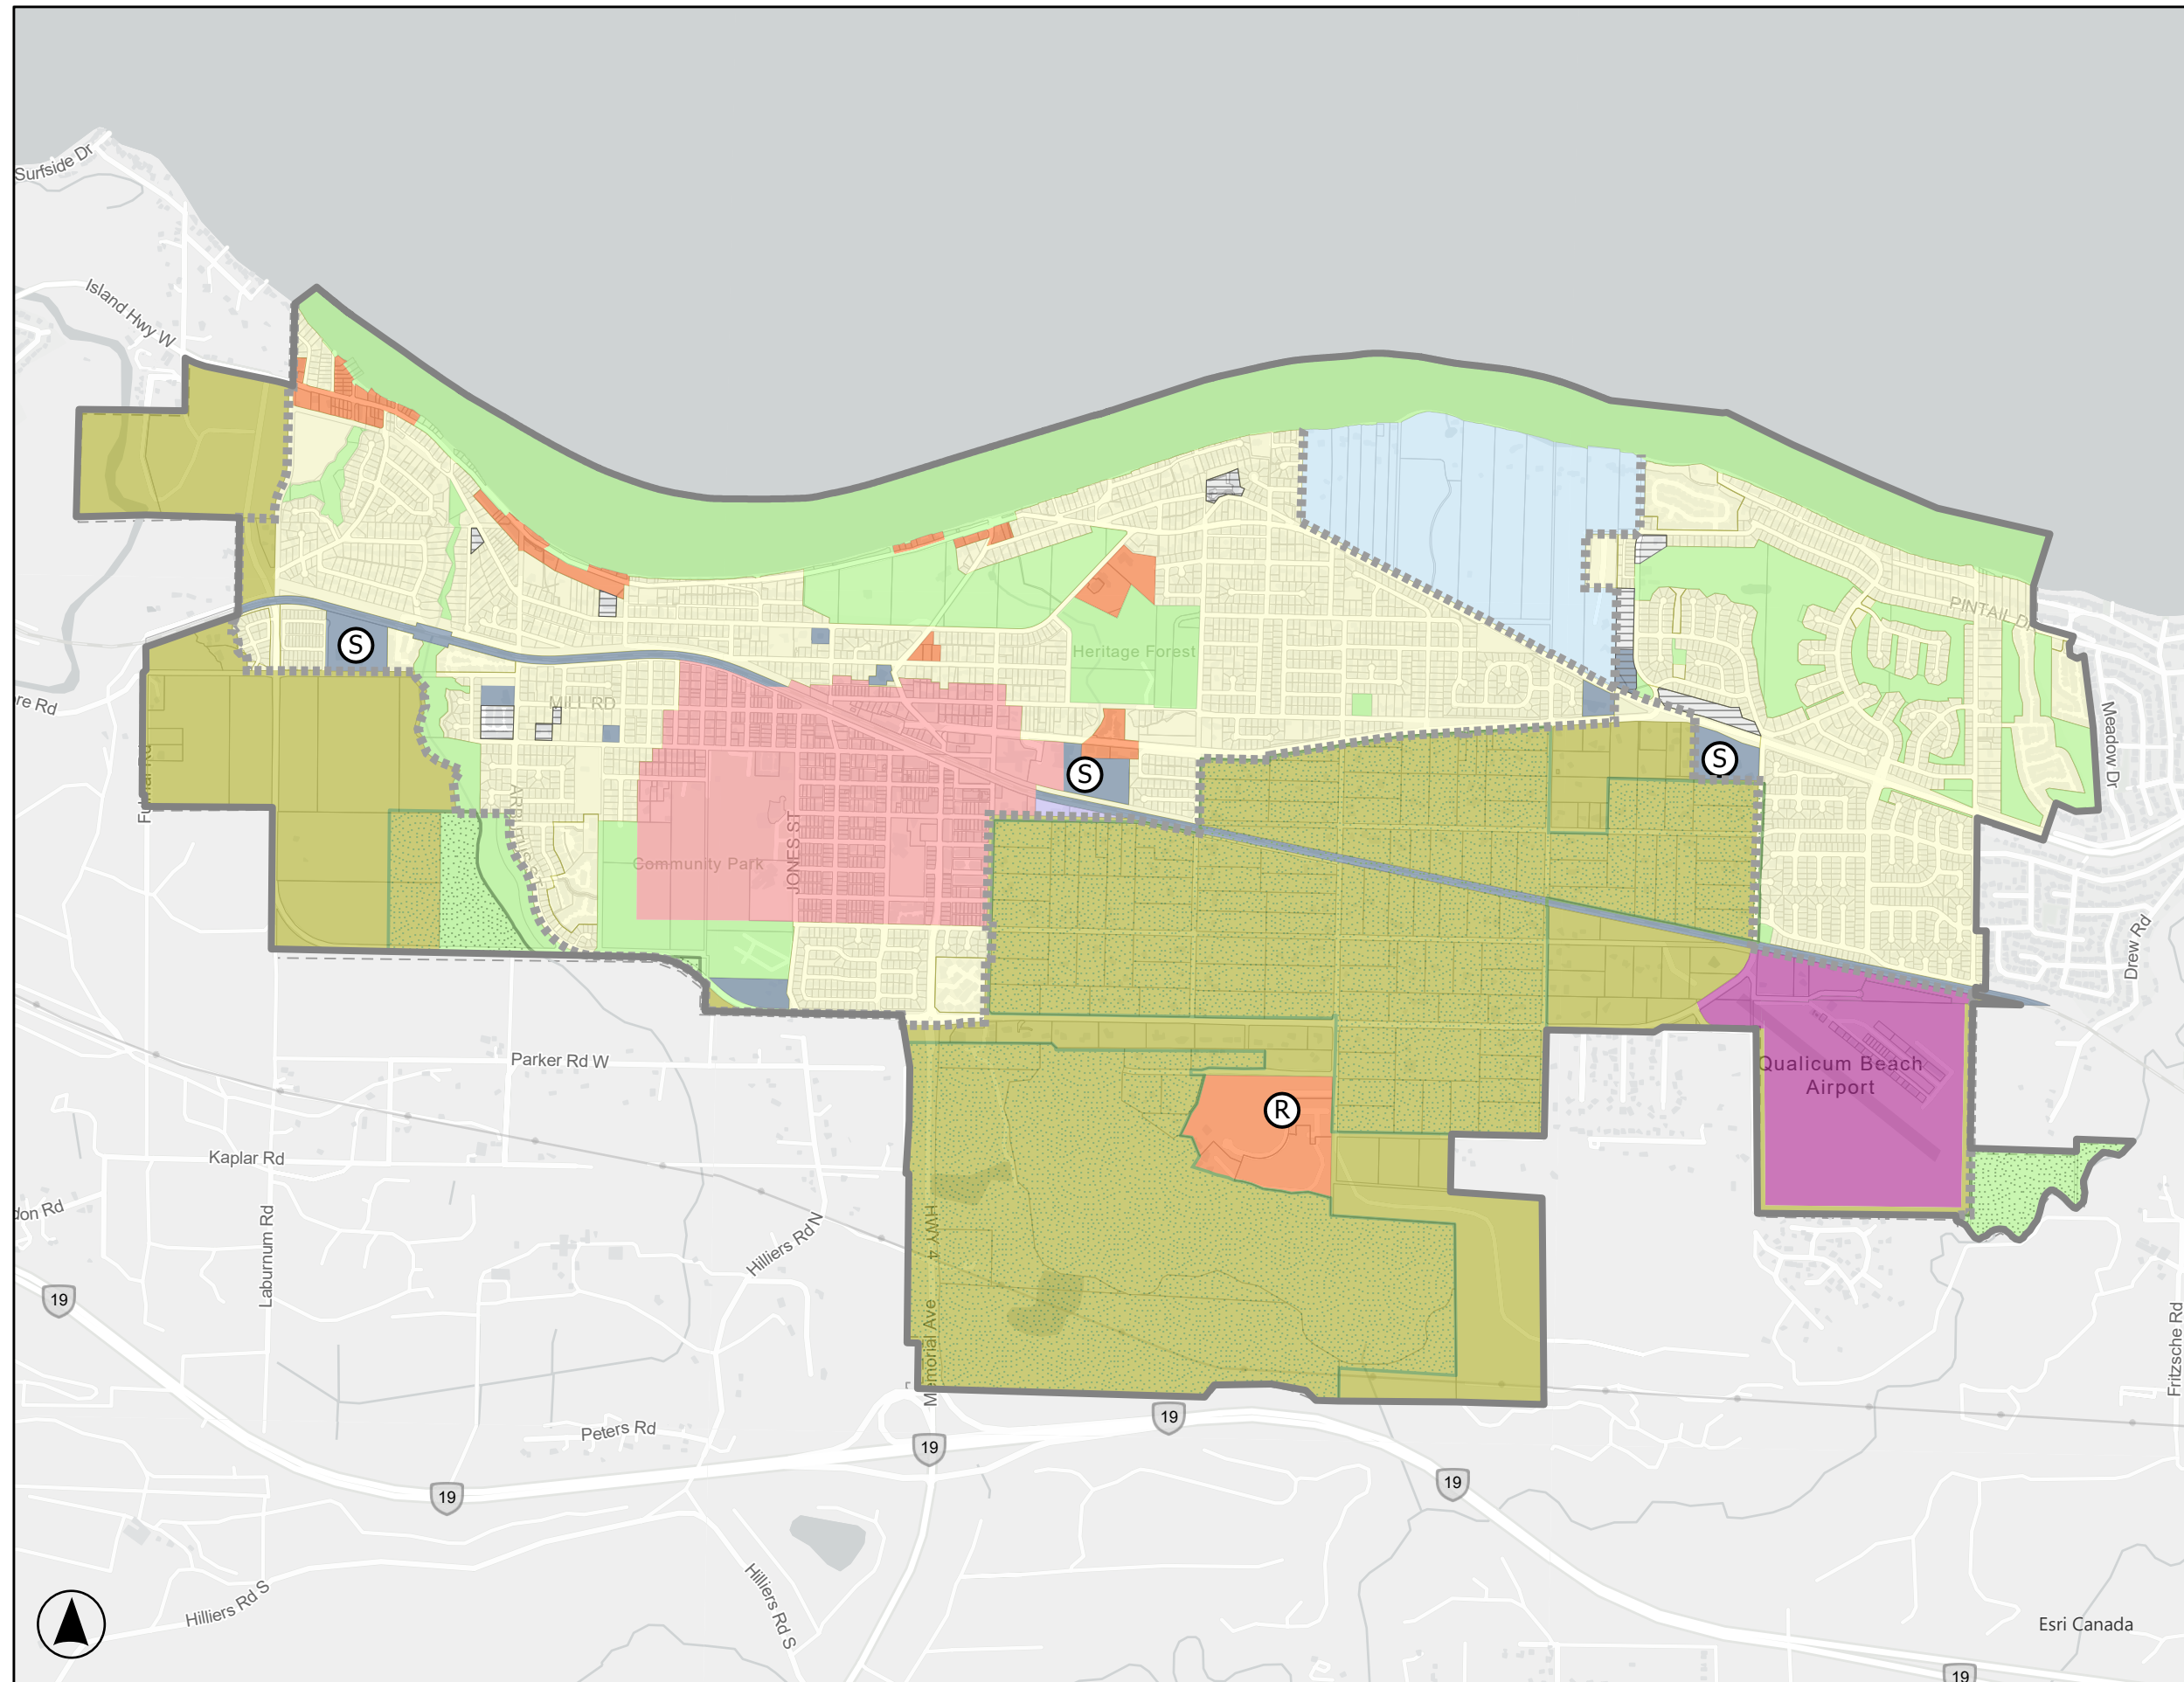 Surfside Dr
Island Hwy W
PINTAIL D
Heritage Forest
S
re Rd
MILL RD
Meadow Dr
S
S
ARBUTUS S
JONES ST
Community Park
Drew Rd
Parker Rd W
Qualicum Beach
Airport
R
Kaplar Rd
don Rd
HWY 4
Hilliers Rd N
Laburnum Rd
19
Memorial Ave
Fritzsche Rd
19
Peters Rd
19
19
19
Hilliers Rd S
Hilliers Rd S
Esri Canada
19